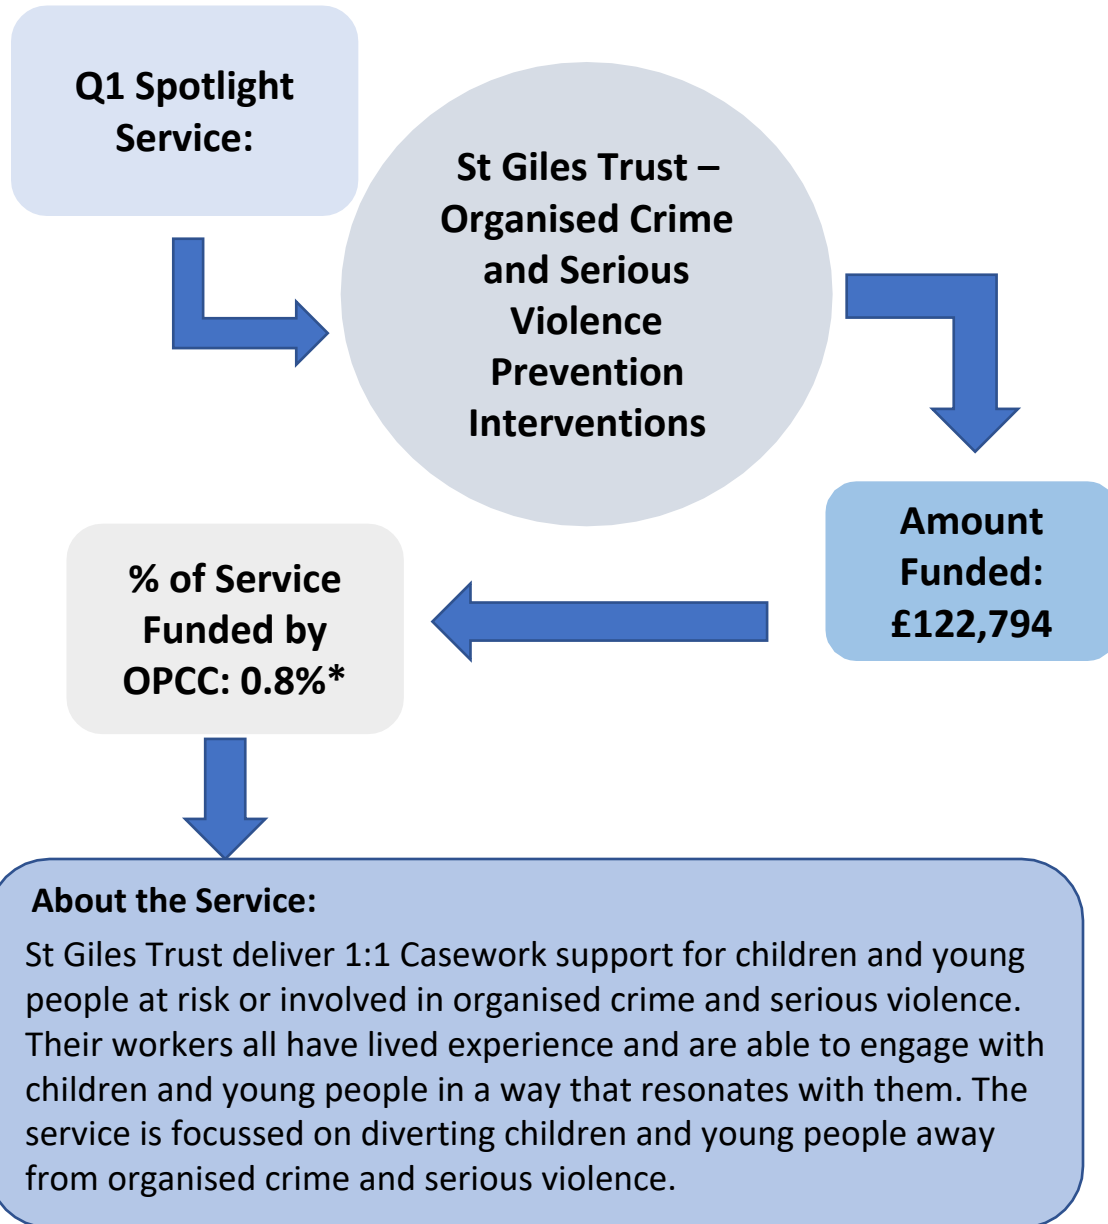 Q1 Spotlight
Service:
St Giles Trust –
Organised Crime
and Serious
Violence
Prevention
Interventions
Amount
Funded:
£122,794
% of Service
Funded by
OPCC: 0.8%*
About the Service:
St Giles Trust deliver 1:1 Casework support for children and young
people at risk or involved in organised crime and serious violence.
Their workers all have lived experience and are able to engage with
children and young people in a way that resonates with them. The
service is focussed on diverting children and young people away
from organised crime and serious violence.